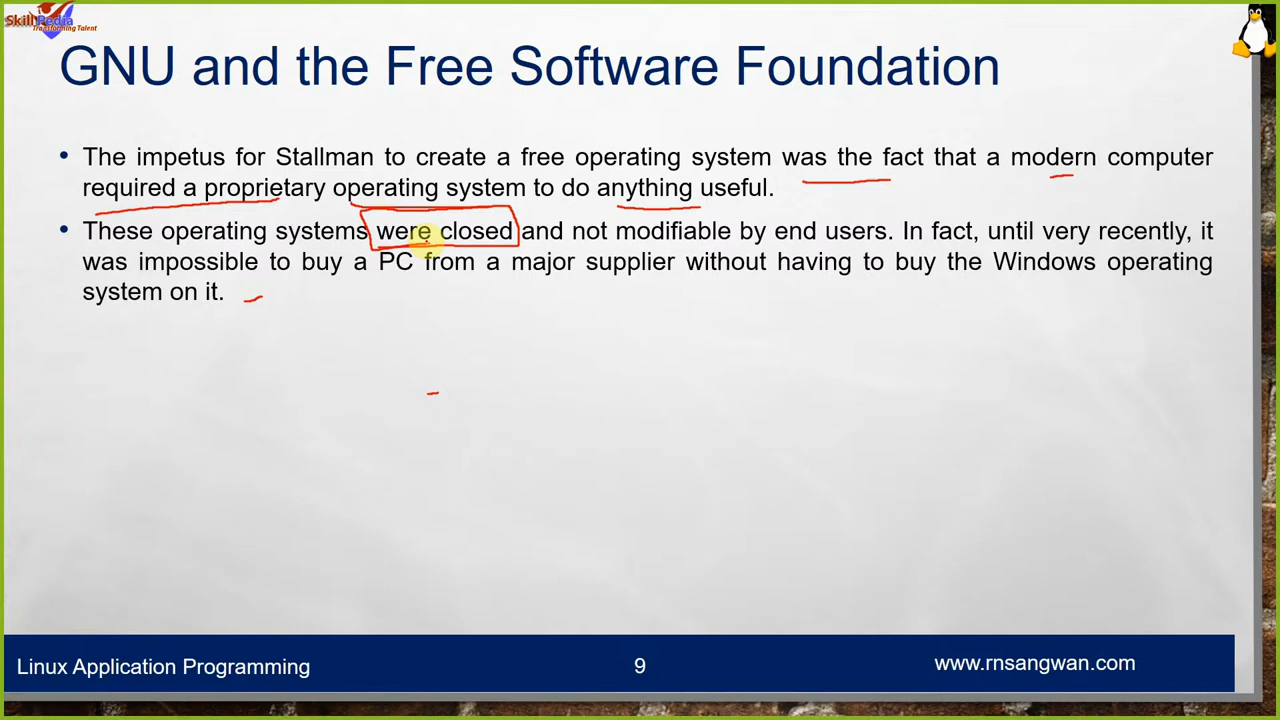 SkillPedia
Transforming Talent
GNU and the Free Software Foundation
• The impetus for Stallman to create a free operating system was the fact that a modern computer
required a proprietary operating system to do anything useful.
• These operating systems were closed and not modifiable by end users. In fact, until very recently, it
was impossible to buy a PC from a major supplier without having to buy the Windows operating
system on it.
Linux Application Programming
9
www.rnsangwan.com